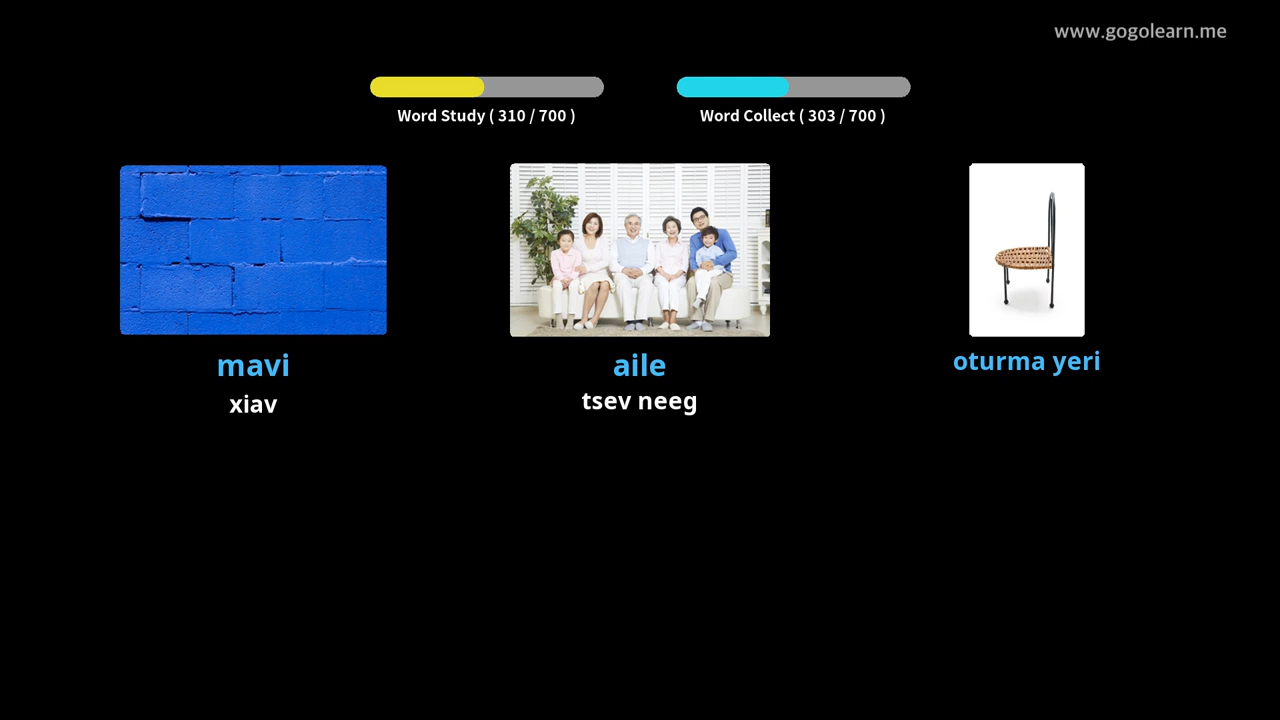 www.gogolearn.me
Word Study ( 310 / 700 )
Word Collect ( 303 / 700 )
mavi
xiav
aile
tsev neeg
oturma yeri